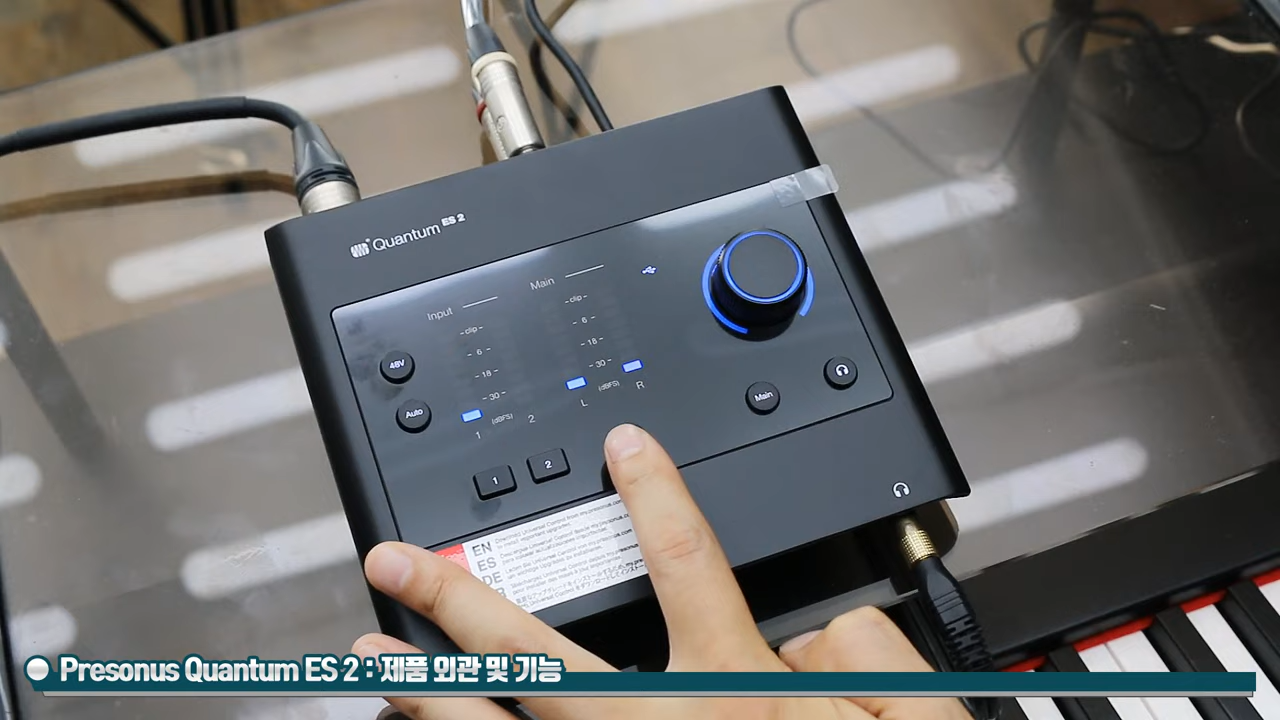 Quantum ES 2
Input
Main
-clip-
-clip-
- 6 -
- 6 -
- 18 -
- 18 -
- 30 -
- 30 -
48V
Auto
(dBFS)
(dBFS)
1
2
L
R
Main
1
2
EN
ES
DE
Presonus Quantum ES 2 : 제품 외관 및 기능